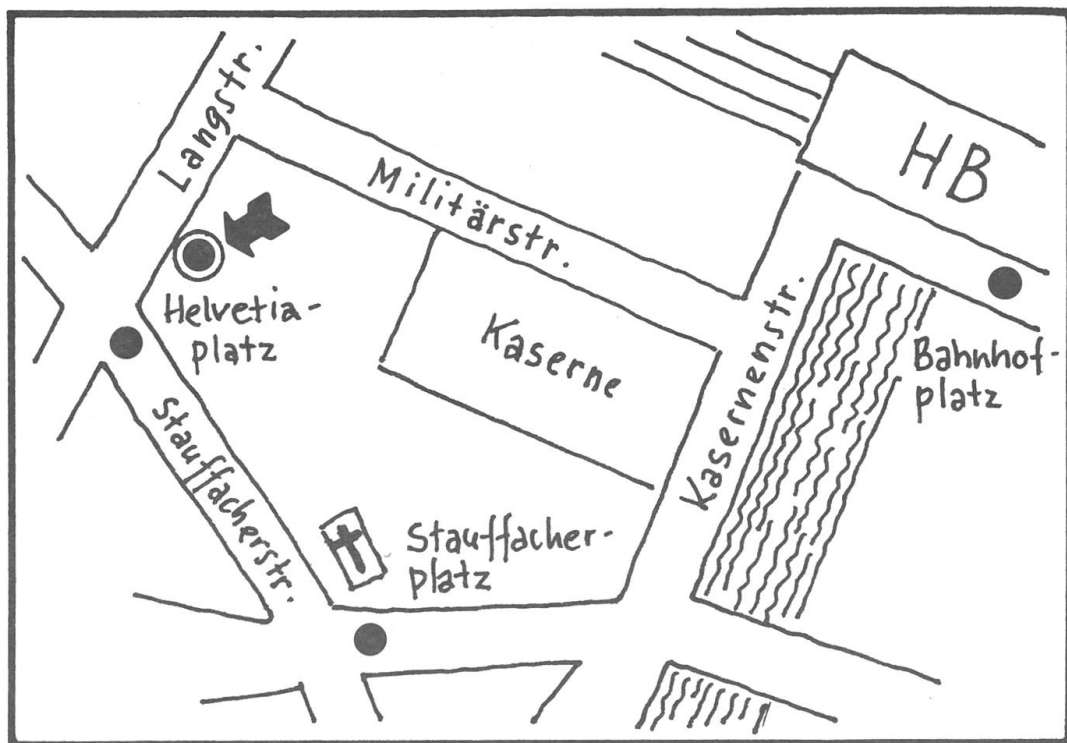 Langstr.
Militärstr.
HB
Helvetia-
platz
Kaserne
Kasernenstr.
Bahnhof-
platz
Stauffacherstr.
Stauffacher-
platz